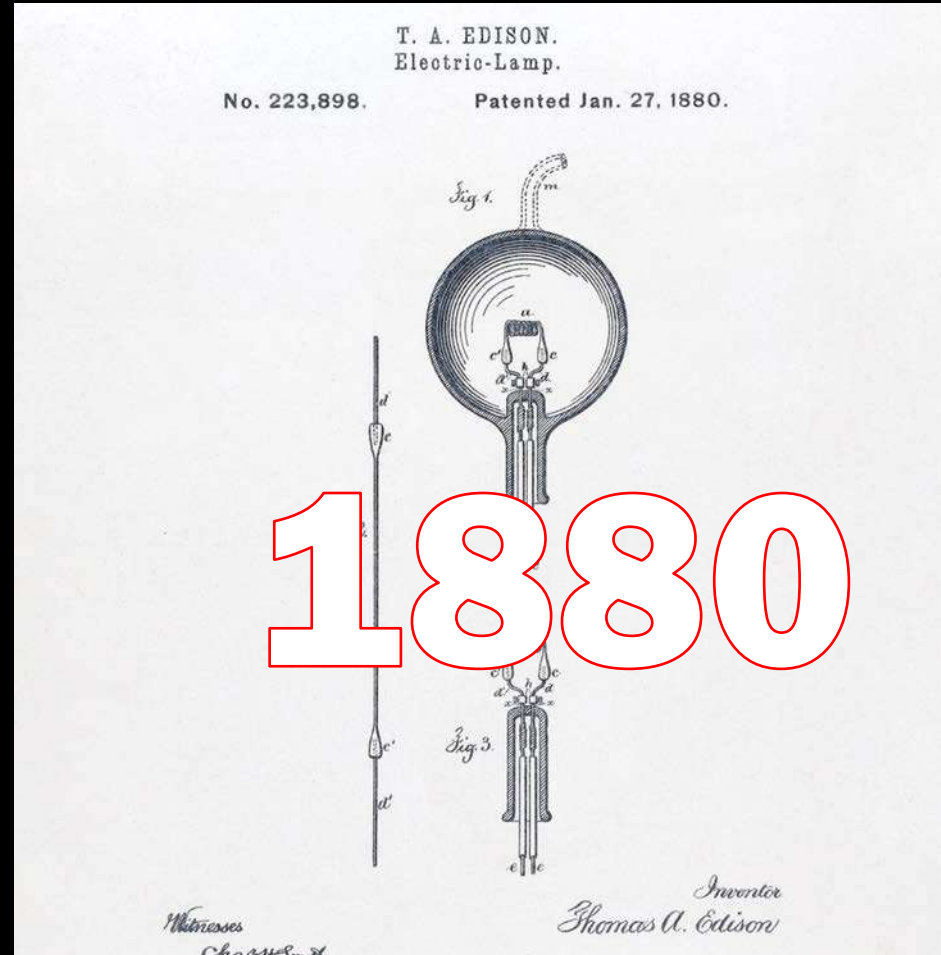 T. A. EDISON.
Electric-Lamp.
No. 223,898. Patented Jan. 27, 1880.
Fig. 1.
m
a
c' c
h
d' d
x x
d
c
1880
c' c
h
d' d
x x
Fig. 3.
c'
d'
e e
Inventor
Witnesses
Thomas A. Edison